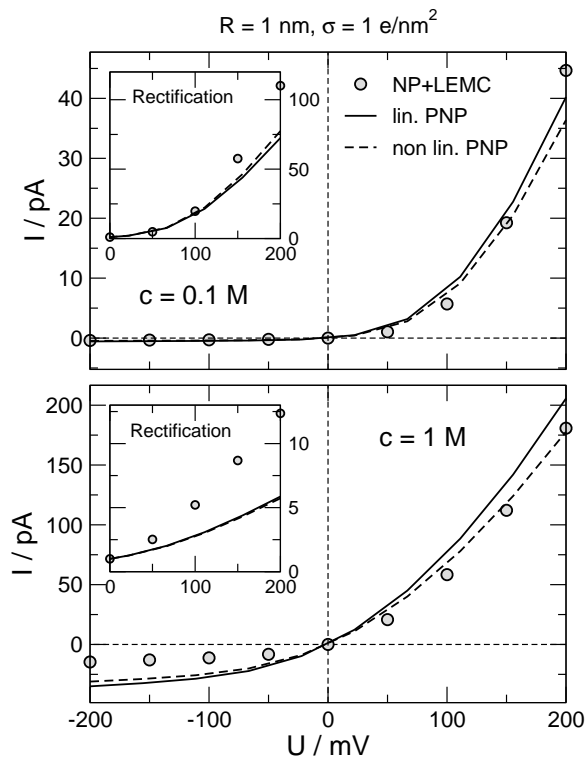 R = 1 nm, σ = 1 e/nm²
I / pA
40
30
20
10
0
Rectification
100
50
0
0 100 200
NP+LEMC
lin. PNP
non lin. PNP
c = 0.1 M
I / pA
200
150
100
50
0
Rectification
10
5
0
0 100 200
c = 1 M
-200 -100 0 100 200
U / mV